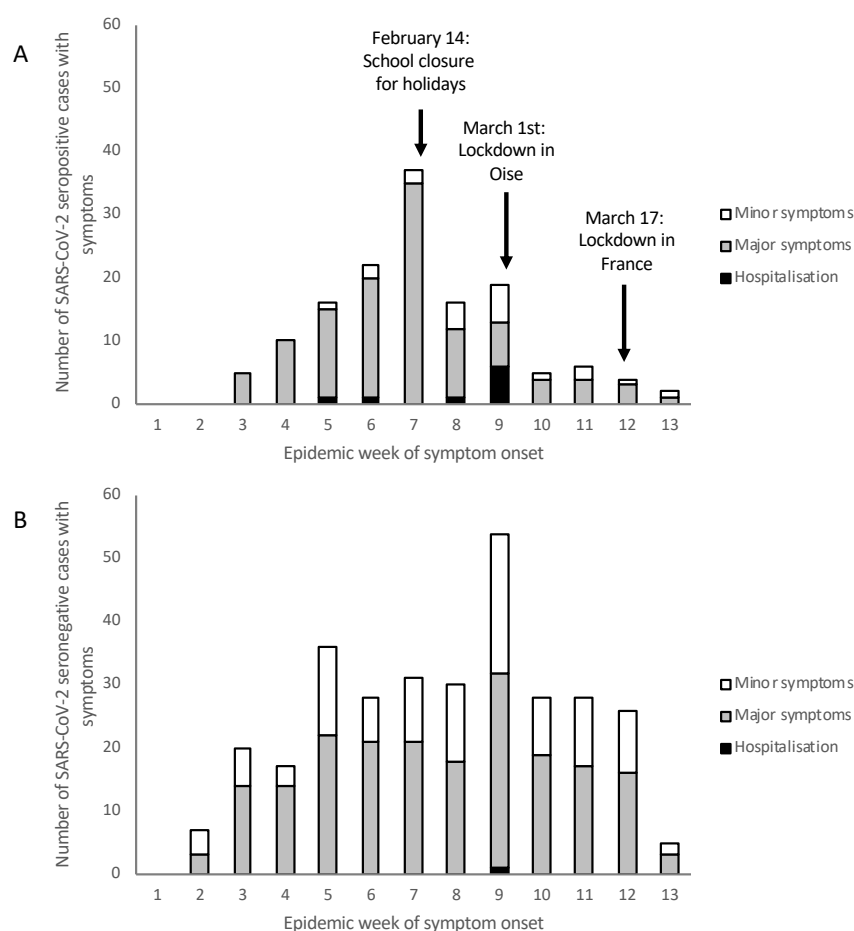 A
Number of SARS-CoV-2 seropositive cases with
symptoms
60
50
40
30
20
10
0
February 14:
School closure
for holidays
March 1st:
Lockdown in
Oise
March 17:
Lockdown in
France
Minor symptoms
Major symptoms
Hospitalisation
1 2 3 4 5 6 7 8 9 10 11 12 13
Epidemic week of symptom onset
B
Number of SARS-CoV-2 seronegative cases with
symptoms
60
50
40
30
20
10
0
Minor symptoms
Major symptoms
Hospitalisation
1 2 3 4 5 6 7 8 9 10 11 12 13
Epidemic week of symptom onset